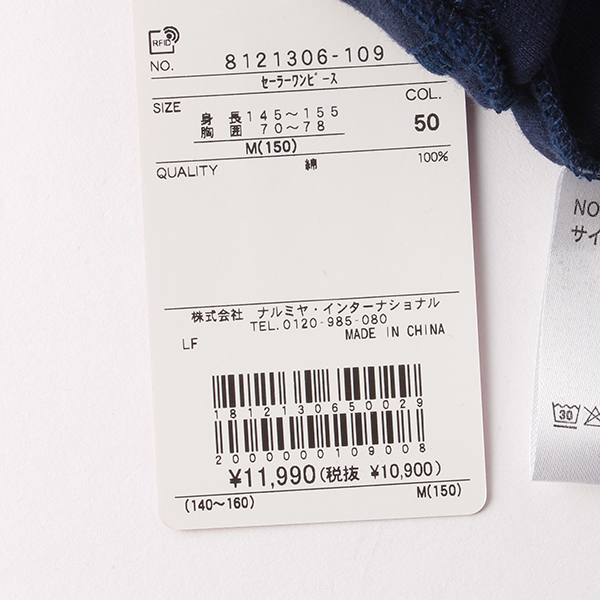 RFID
NO. 8121306-109
セーラーワンピース
SIZE
COL.
身 長 145〜155
胸 囲 70〜78
50
M(150)
QUALITY 綿 100%
株式会社 ナルミヤ・インターナショナル
TEL.0120-985-080
LF MADE IN CHINA
1812130650029
2000000109008
¥11,990(税抜 ¥10,900)
(140〜160) M(150)
NO
サイ
30